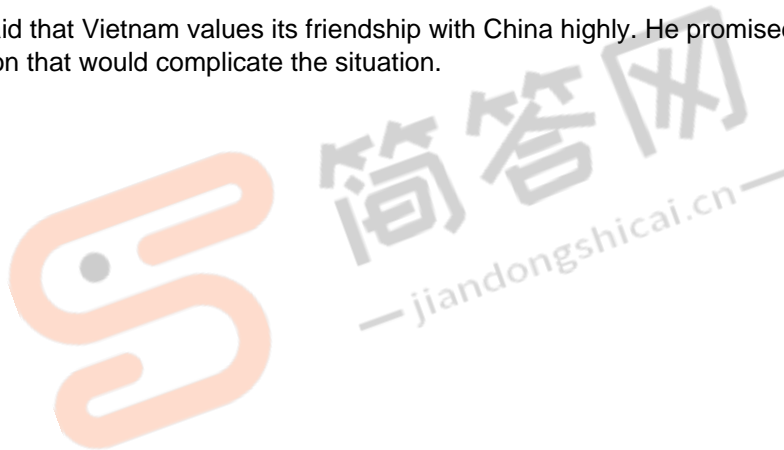 id that Vietnam values its friendship with China highly. He promised
on that would complicate the situation.
简答网
jiandongshicai.cn